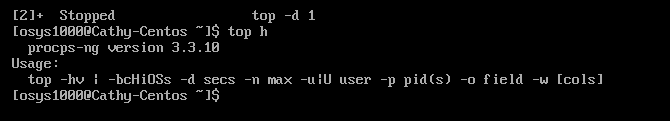 [2]+  Stopped                 top -d 1
[osys1000@Cathy-Centos ~]$ top h
  procps-ng version 3.3.10
Usage:
  top -hv | -bcHiOSs -d secs -n max -u|U user -p pid(s) -o field -w [cols]
[osys1000@Cathy-Centos ~]$